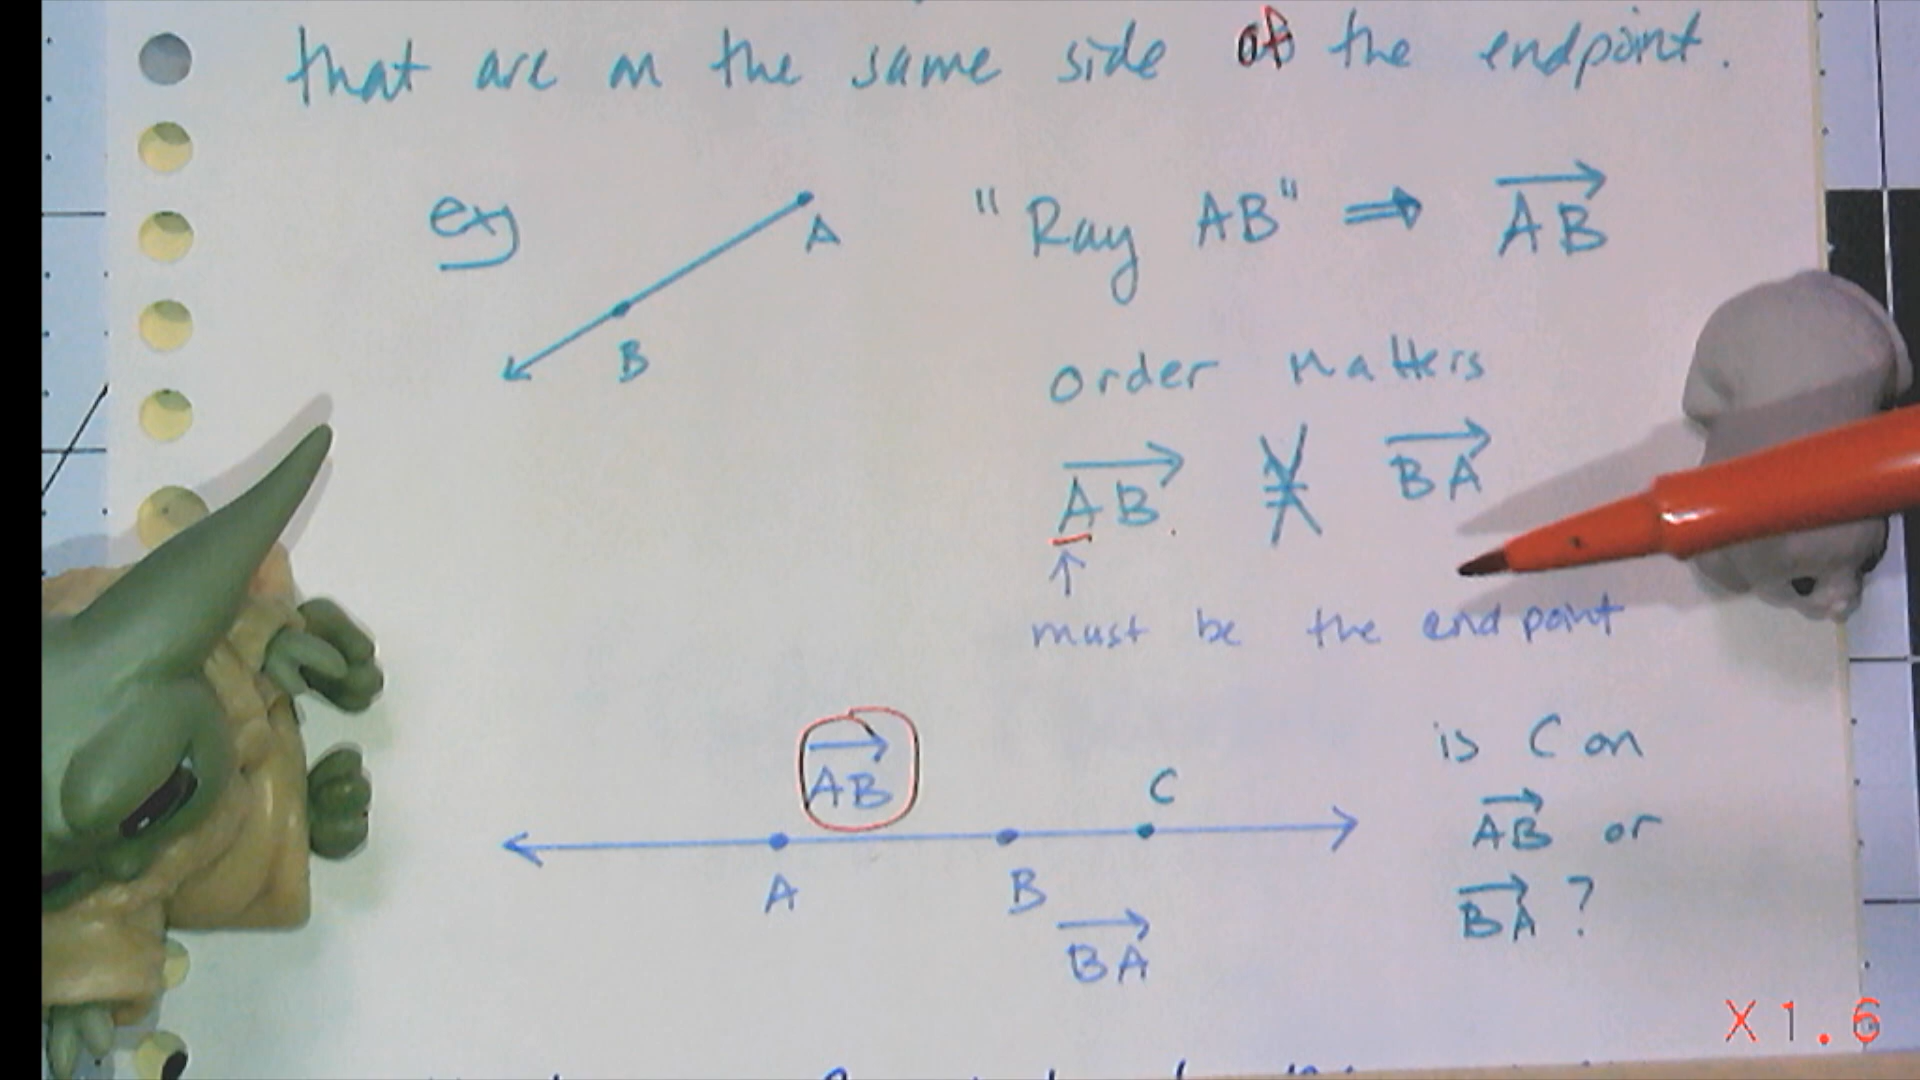 that are on the same side of the endpoint.
ex) A "Ray AB" ⇒ AB
B
order matters
AB ≠ BA
↑
must be the endpoint
AB
is C on
C
AB or
A B
BA
BA ?
X1.6